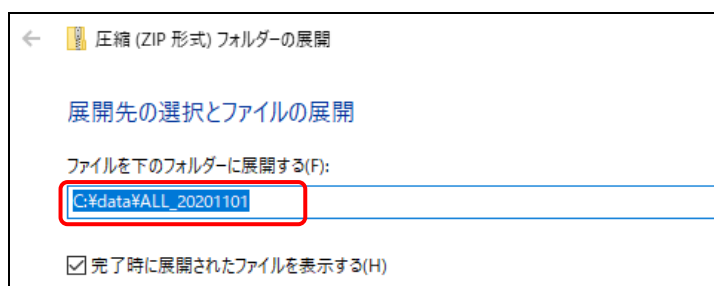 圧縮 (ZIP 形式) フォルダーの展開
展開先の選択とファイルの展開
ファイルを下のフォルダーに展開する(F):
C:¥data¥ALL_20201101
完了時に展開されたファイルを表示する(H)